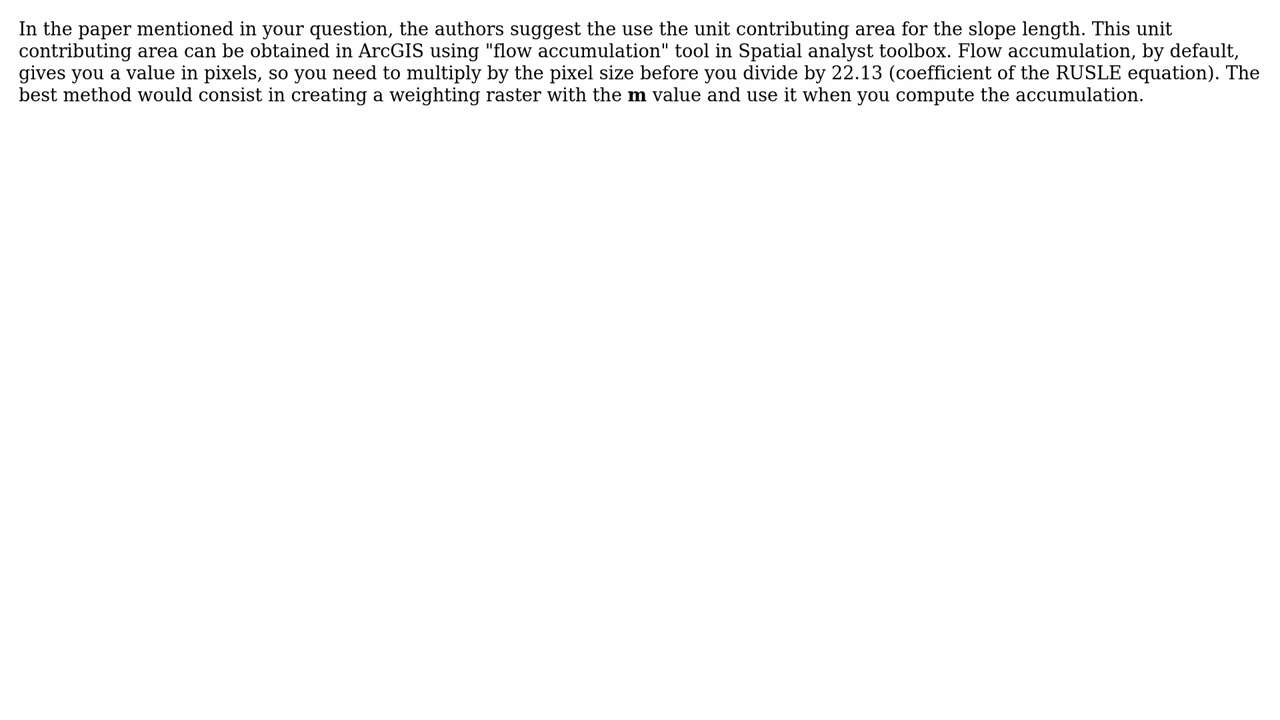 In the paper mentioned in your question, the authors suggest the use the unit contributing area for the slope length. This unit
contributing area can be obtained in ArcGIS using "flow accumulation" tool in Spatial analyst toolbox. Flow accumulation, by default,
gives you a value in pixels, so you need to multiply by the pixel size before you divide by 22.13 (coefficient of the RUSLE equation). The
best method would consist in creating a weighting raster with the m value and use it when you compute the accumulation.